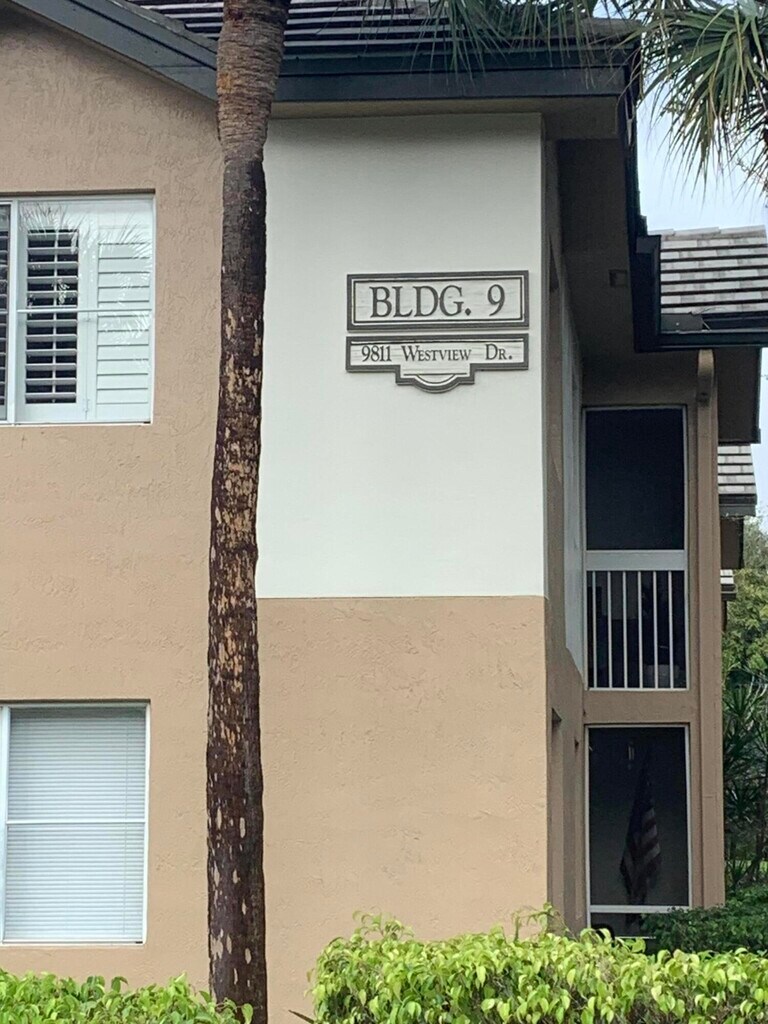 BLDG. 9
9811 WESTVIEW DR.